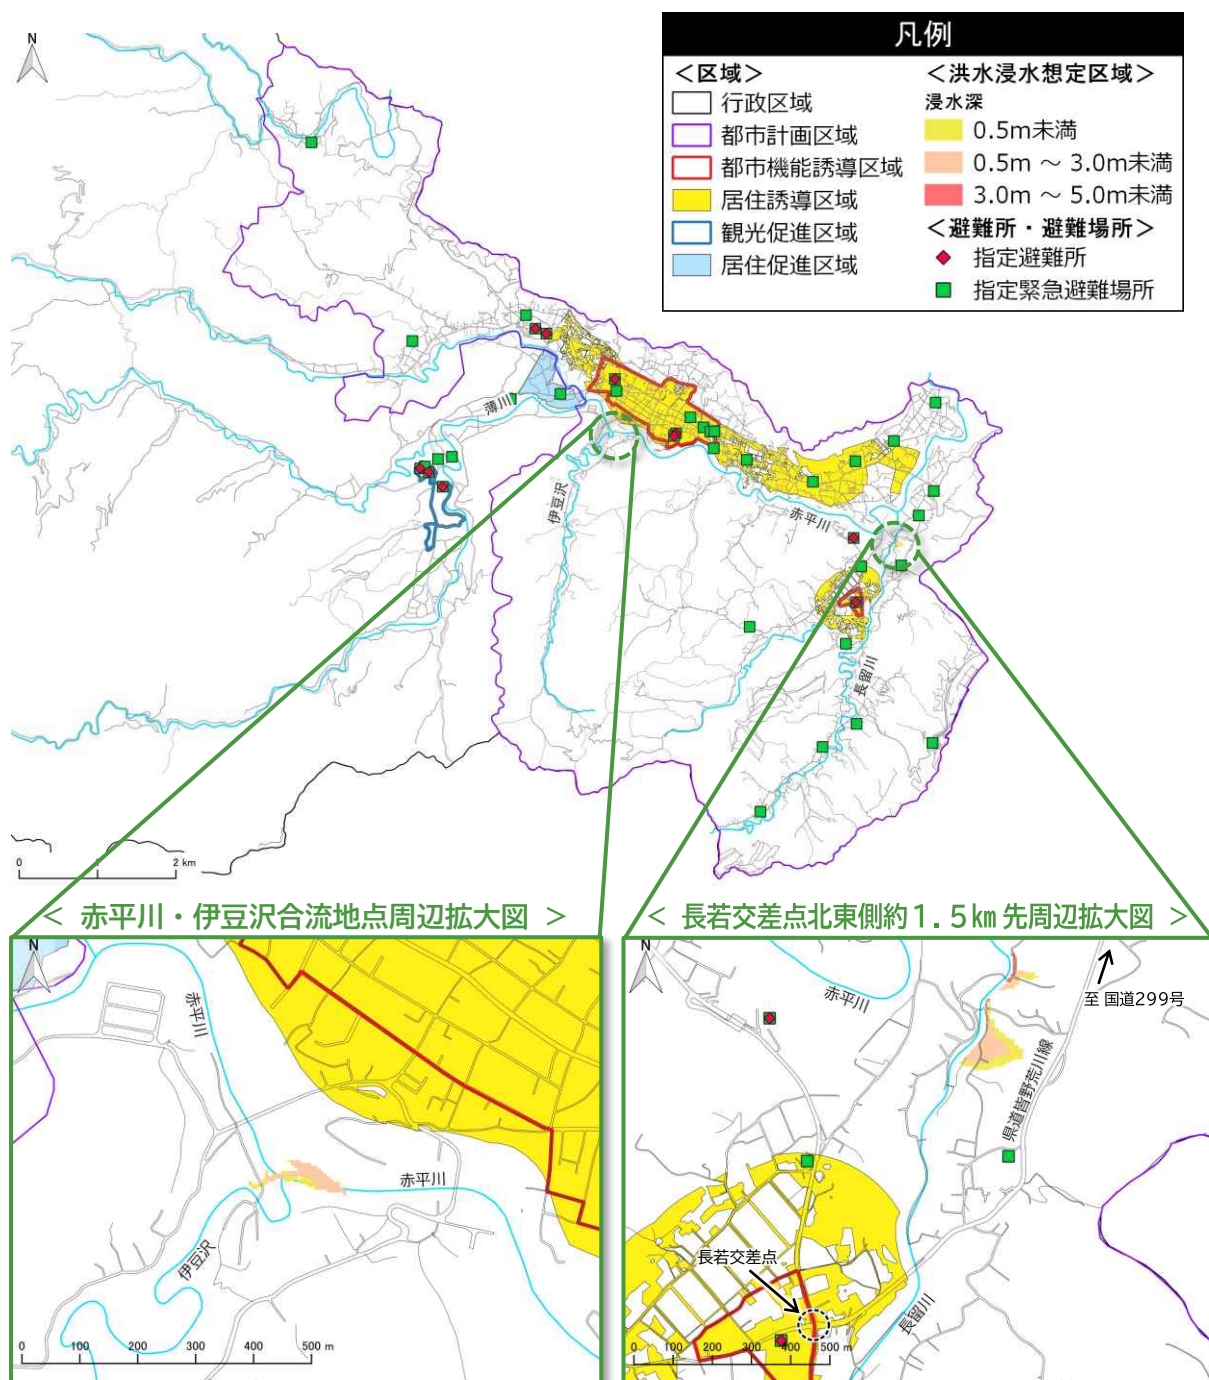 凡例
＜区域＞
行政区域
都市計画区域
都市機能誘導区域
居住誘導区域
観光促進区域
居住促進区域
＜洪水浸水想定区域＞
浸水深
0.5m未満
0.5m ～ 3.0m未満
3.0m ～ 5.0m未満
＜避難所・避難場所＞
指定避難所
指定緊急避難場所
N
薄川
伊豆沢
赤平川
長留川
0 2 km
＜ 赤平川・伊豆沢合流地点周辺拡大図 ＞
N
赤平川
赤平川
伊豆沢
0 100 200 300 400 500 m
＜ 長若交差点北東側約１．５㎞先周辺拡大図 ＞
N
赤平川
至 国道299号
県道皆野荒川線
長若交差点
長留川
0 100 200 300 400 500 m